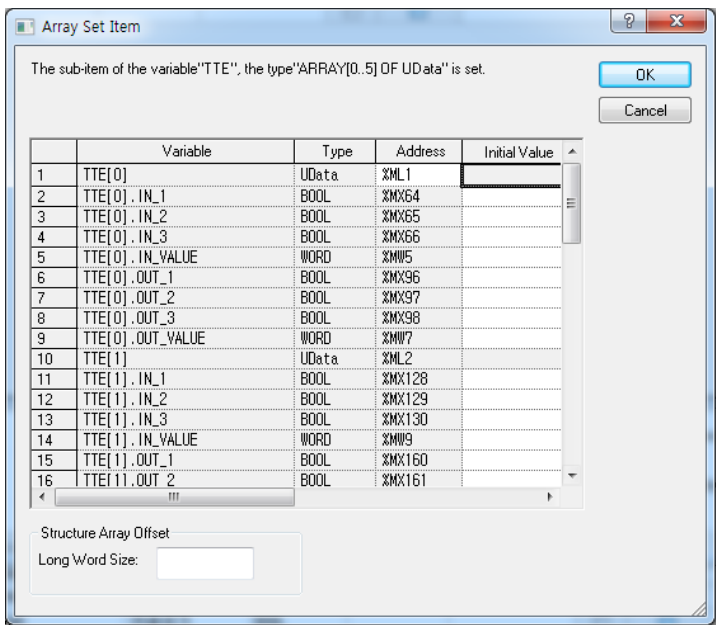 Array Set Item
The sub-item of the variable"TTE", the type"ARRAY[0..5] OF UData" is set.
OK
Cancel
Variable Type Address Initial Value
1 TTE[0] UData %ML1
2 TTE[0].IN_1 BOOL %MX64
3 TTE[0].IN_2 BOOL %MX65
4 TTE[0].IN_3 BOOL %MX66
5 TTE[0].IN_VALUE WORD %MW5
6 TTE[0].OUT_1 BOOL %MX96
7 TTE[0].OUT_2 BOOL %MX97
8 TTE[0].OUT_3 BOOL %MX98
9 TTE[0].OUT_VALUE WORD %MW7
10 TTE[1] UData %ML2
11 TTE[1].IN_1 BOOL %MX128
12 TTE[1].IN_2 BOOL %MX129
13 TTE[1].IN_3 BOOL %MX130
14 TTE[1].IN_VALUE WORD %MW9
15 TTE[1].OUT_1 BOOL %MX160
16 TTE[1].OUT_2 BOOL %MX161
Structure Array Offset
Long Word Size: